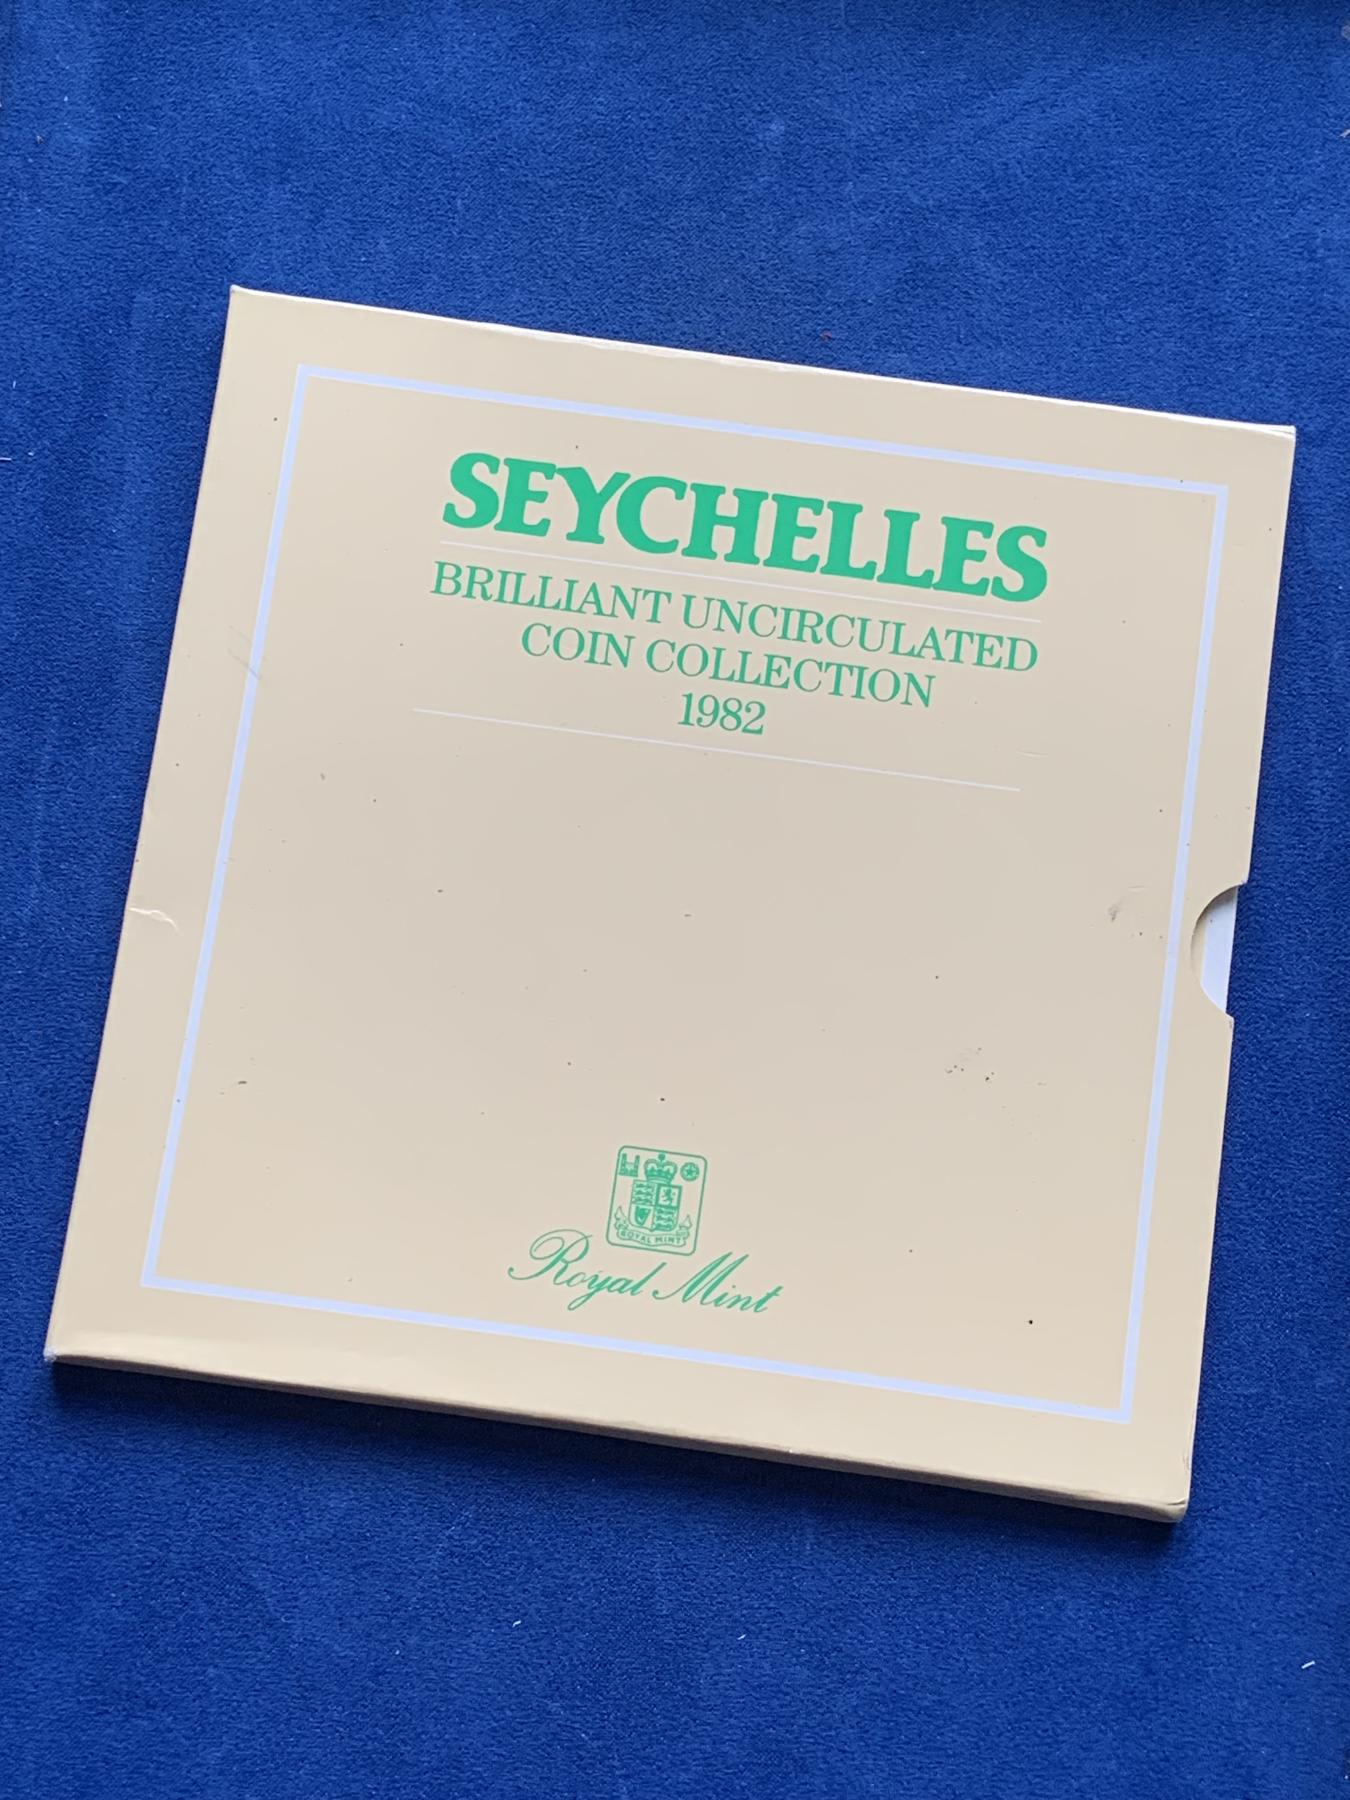 SEYCHELLES
BRILLIANT UNCIRCULATED
COIN COLLECTION
1982
ROYAL MINT
Royal Mint